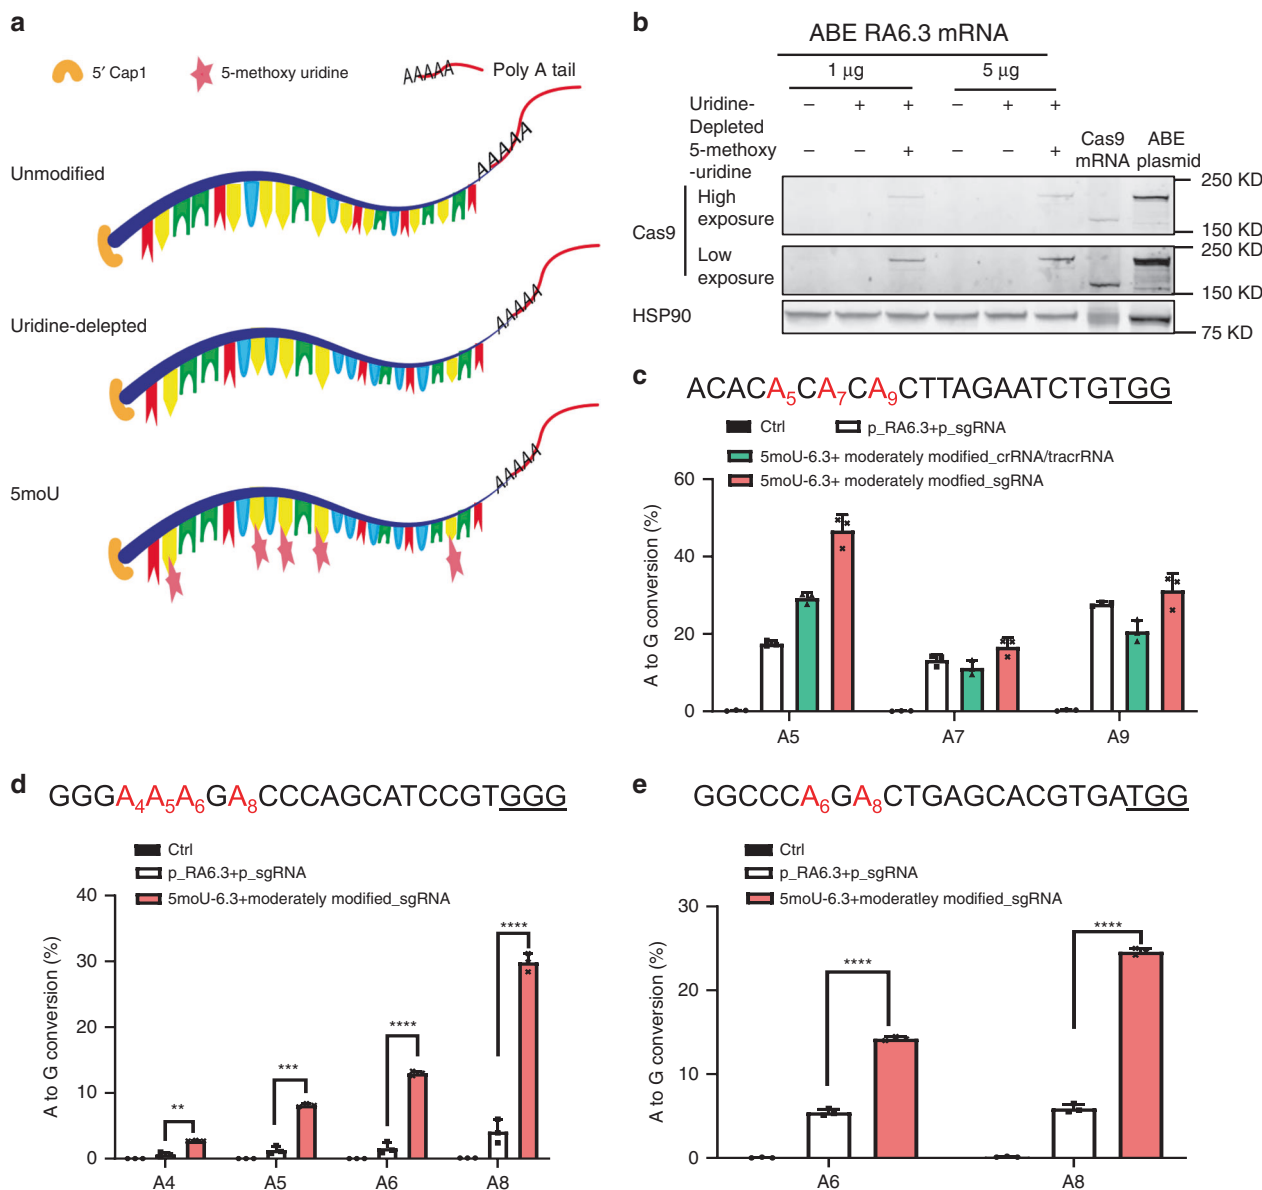 a
5′ Cap1
5-methoxy uridine
AAAAA
Poly A tail
Unmodified
AAAAA
Uridine-delepted
AAAAA
5moU
AAAAA
b
ABE RA6.3 mRNA
1 µg
5 µg
Uridine-
Depleted
− + + − + +
5-methoxy
-uridine
− − + − − +
Cas9
mRNA
ABE
plasmid
Cas9
High
exposure
250 KD
150 KD
Low
exposure
250 KD
150 KD
HSP90
75 KD
c
ACACA5CA7CA9CTTAGAATCTGTGG
Ctrl
p_RA6.3+p_sgRNA
5moU-6.3+ moderately modified_crRNA/tracrRNA
5moU-6.3+ moderately modfied_sgRNA
A to G conversion (%)
60
40
20
0
A5
A7
A9
d
GGGA4A5A6GA8CCCAGCATCCGTGGG
Ctrl
p_RA6.3+p_sgRNA
5moU-6.3+moderately modified_sgRNA
A to G conversion (%)
40
30
20
10
0
**
***
****
****
A4
A5
A6
A8
e
GGCCCA6GA8CTGAGCACGTGATGG
Ctrl
p_RA6.3+p_sgRNA
5moU-6.3+moderatley modified_sgRNA
A to G conversion (%)
30
20
10
0
****
****
A6
A8